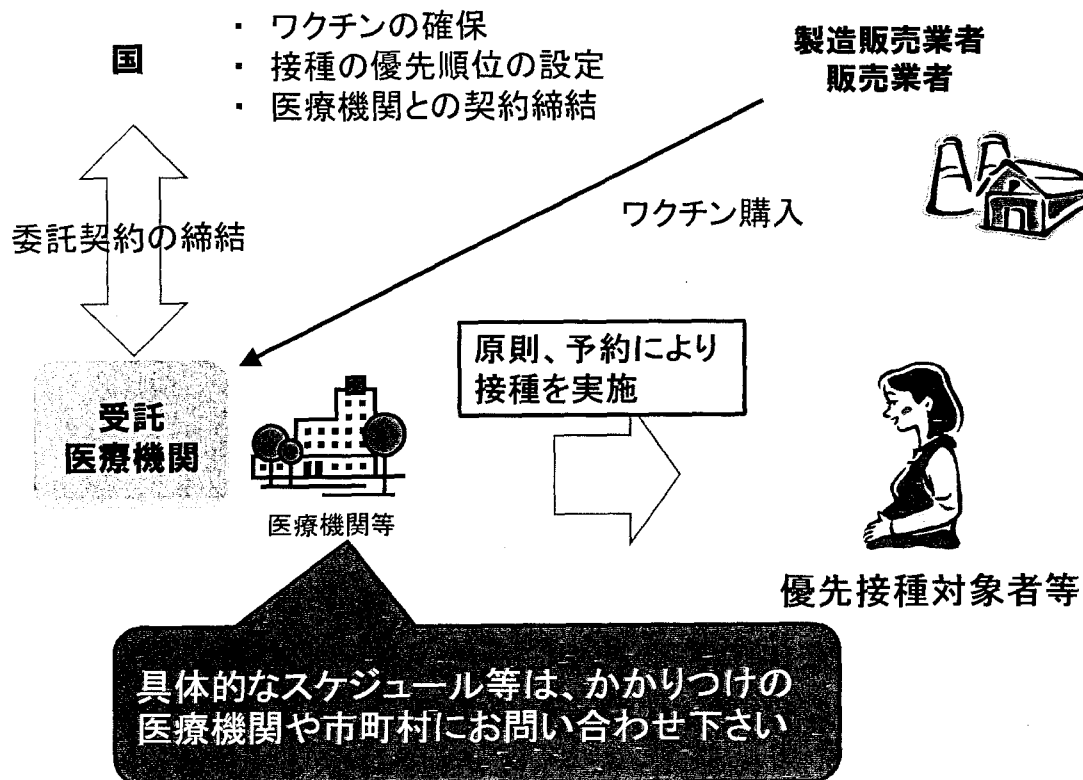 国
・ ワクチンの確保
・ 接種の優先順位の設定
・ 医療機関との契約締結
製造販売業者
販売業者
委託契約の締結
ワクチン購入
受託
医療機関
医療機関等
原則、予約により
接種を実施
優先接種対象者等
具体的なスケジュール等は、かかりつけの
医療機関や市町村にお問い合わせ下さい